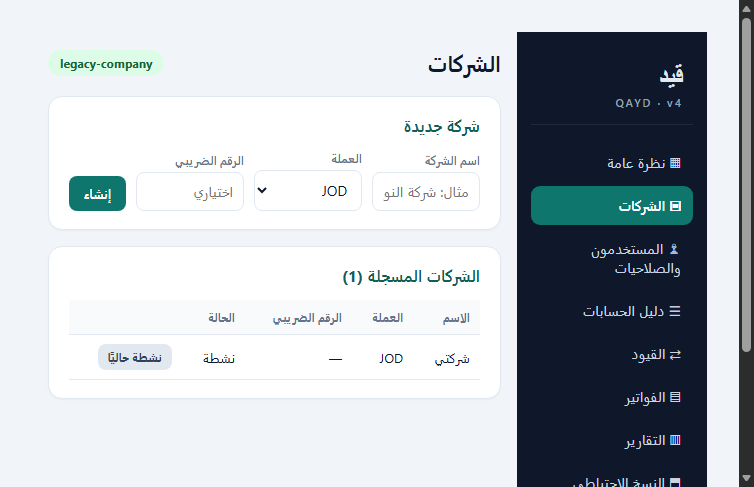 قيد
QAYD · v4
نظرة عامة
الشركات
المستخدمون
والصلاحيات
دليل الحسابات
القيود
الفواتير
التقارير
النسخ الاحتياطي
الشركات
legacy-company
شركة جديدة
اسم الشركة
العملة
الرقم الضريبي
مثال: شركة النو
JOD
اختياري
إنشاء
الشركات المسجلة (1)
الاسم العملة الرقم الضريبي الحالة
شركتي JOD — نشطة نشطة حاليًا